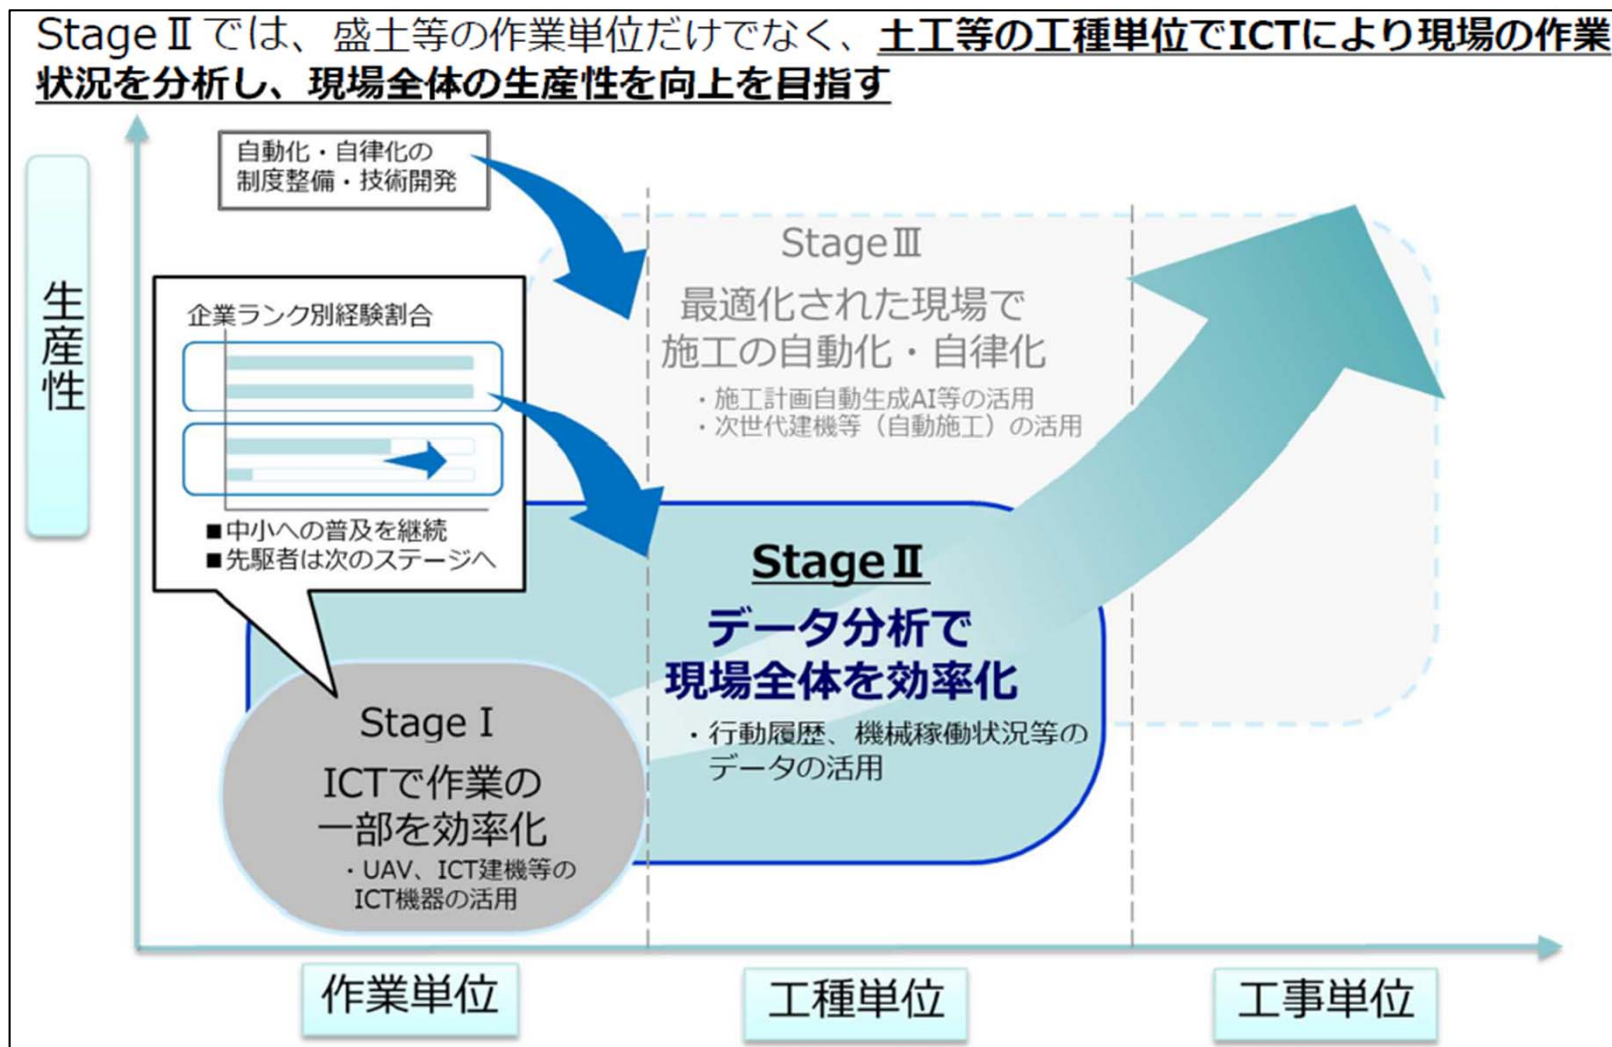 StageⅡでは、盛土等の作業単位だけでなく、土工等の工種単位でICTにより現場の作業
状況を分析し、現場全体の生産性を向上を目指す
生産性
自動化・自律化の
制度整備・技術開発
企業ランク別経験割合
■中小への普及を継続
■先駆者は次のステージへ
StageⅢ
最適化された現場で
施工の自動化・自律化
・施工計画自動生成AI等の活用
・次世代建機等（自動施工）の活用
StageⅡ
データ分析で
現場全体を効率化
・行動履歴、機械稼働状況等の
データの活用
StageⅠ
ICTで作業の
一部を効率化
・UAV、ICT建機等の
ICT機器の活用
作業単位
工種単位
工事単位